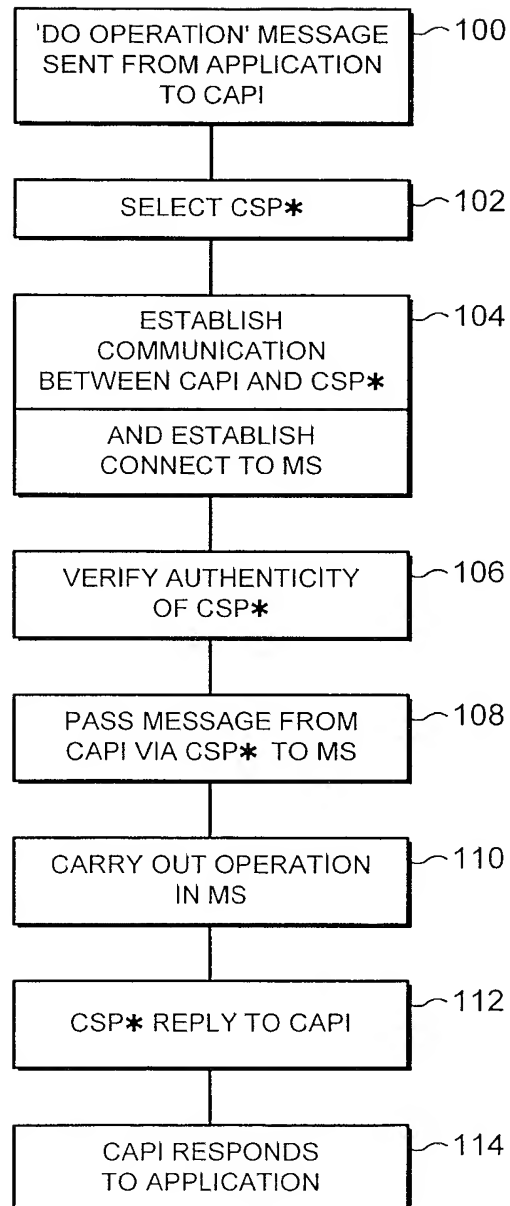 'DO OPERATION' MESSAGE
SENT FROM APPLICATION
TO CAPI
100
SELECT CSP*
102
ESTABLISH
COMMUNICATION
BETWEEN CAPI AND CSP*
104
AND ESTABLISH
CONNECT TO MS
VERIFY AUTHENTICITY
OF CSP*
106
PASS MESSAGE FROM
CAPI VIA CSP* TO MS
108
CARRY OUT OPERATION
IN MS
110
CSP* REPLY TO CAPI
112
CAPI RESPONDS
TO APPLICATION
114